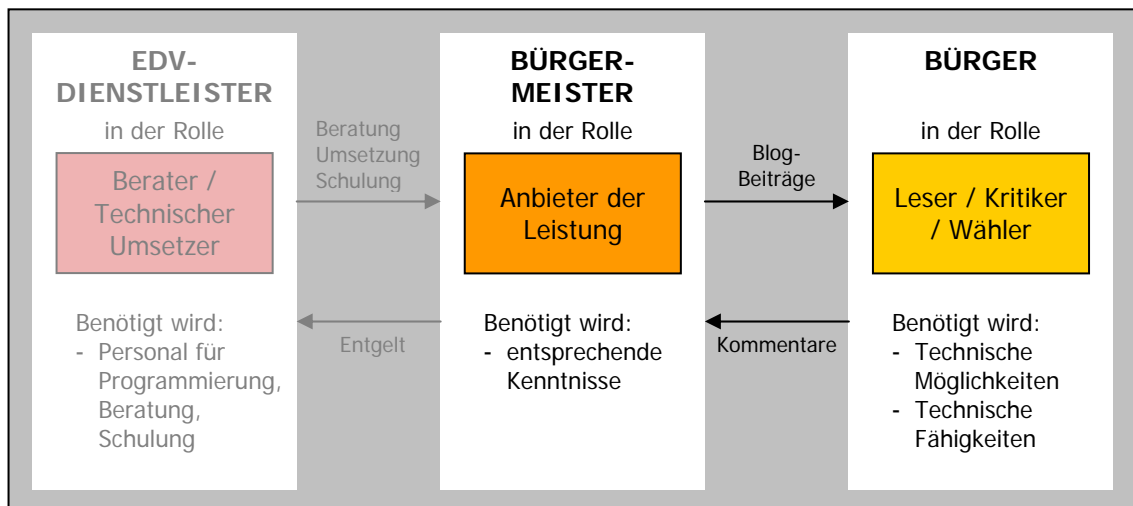 EDV-
DIENSTLEISTER
in der Rolle
Berater /
Technischer
Umsetzer
Benötigt wird:
- Personal für
Programmierung,
Beratung,
Schulung
Beratung
Umsetzung
Schulung
Entgelt
BÜRGER-
MEISTER
in der Rolle
Anbieter der
Leistung
Benötigt wird:
- entsprechende
Kenntnisse
Blog-
Beiträge
Kommentare
BÜRGER
in der Rolle
Leser / Kritiker
/ Wähler
Benötigt wird:
- Technische
Möglichkeiten
- Technische
Fähigkeiten